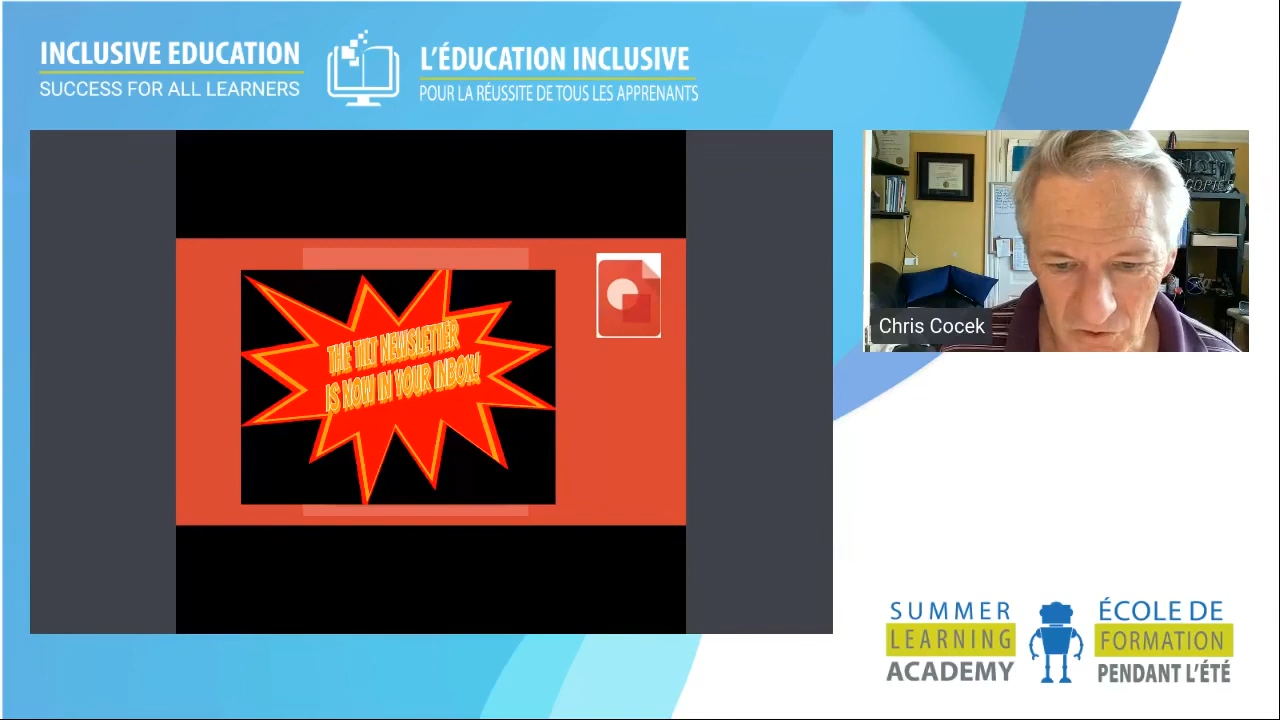 INCLUSIVE EDUCATION
SUCCESS FOR ALL LEARNERS
L'ÉDUCATION INCLUSIVE
POUR LA RÉUSSITE DE TOUS LES APPRENANTS
THE TILT NEWSLETTER
IS NOW IN YOUR INBOX!
Chris Cocek
SUMMER
LEARNING
ACADEMY
ÉCOLE DE
FORMATION
PENDANT L'ÉTÉ